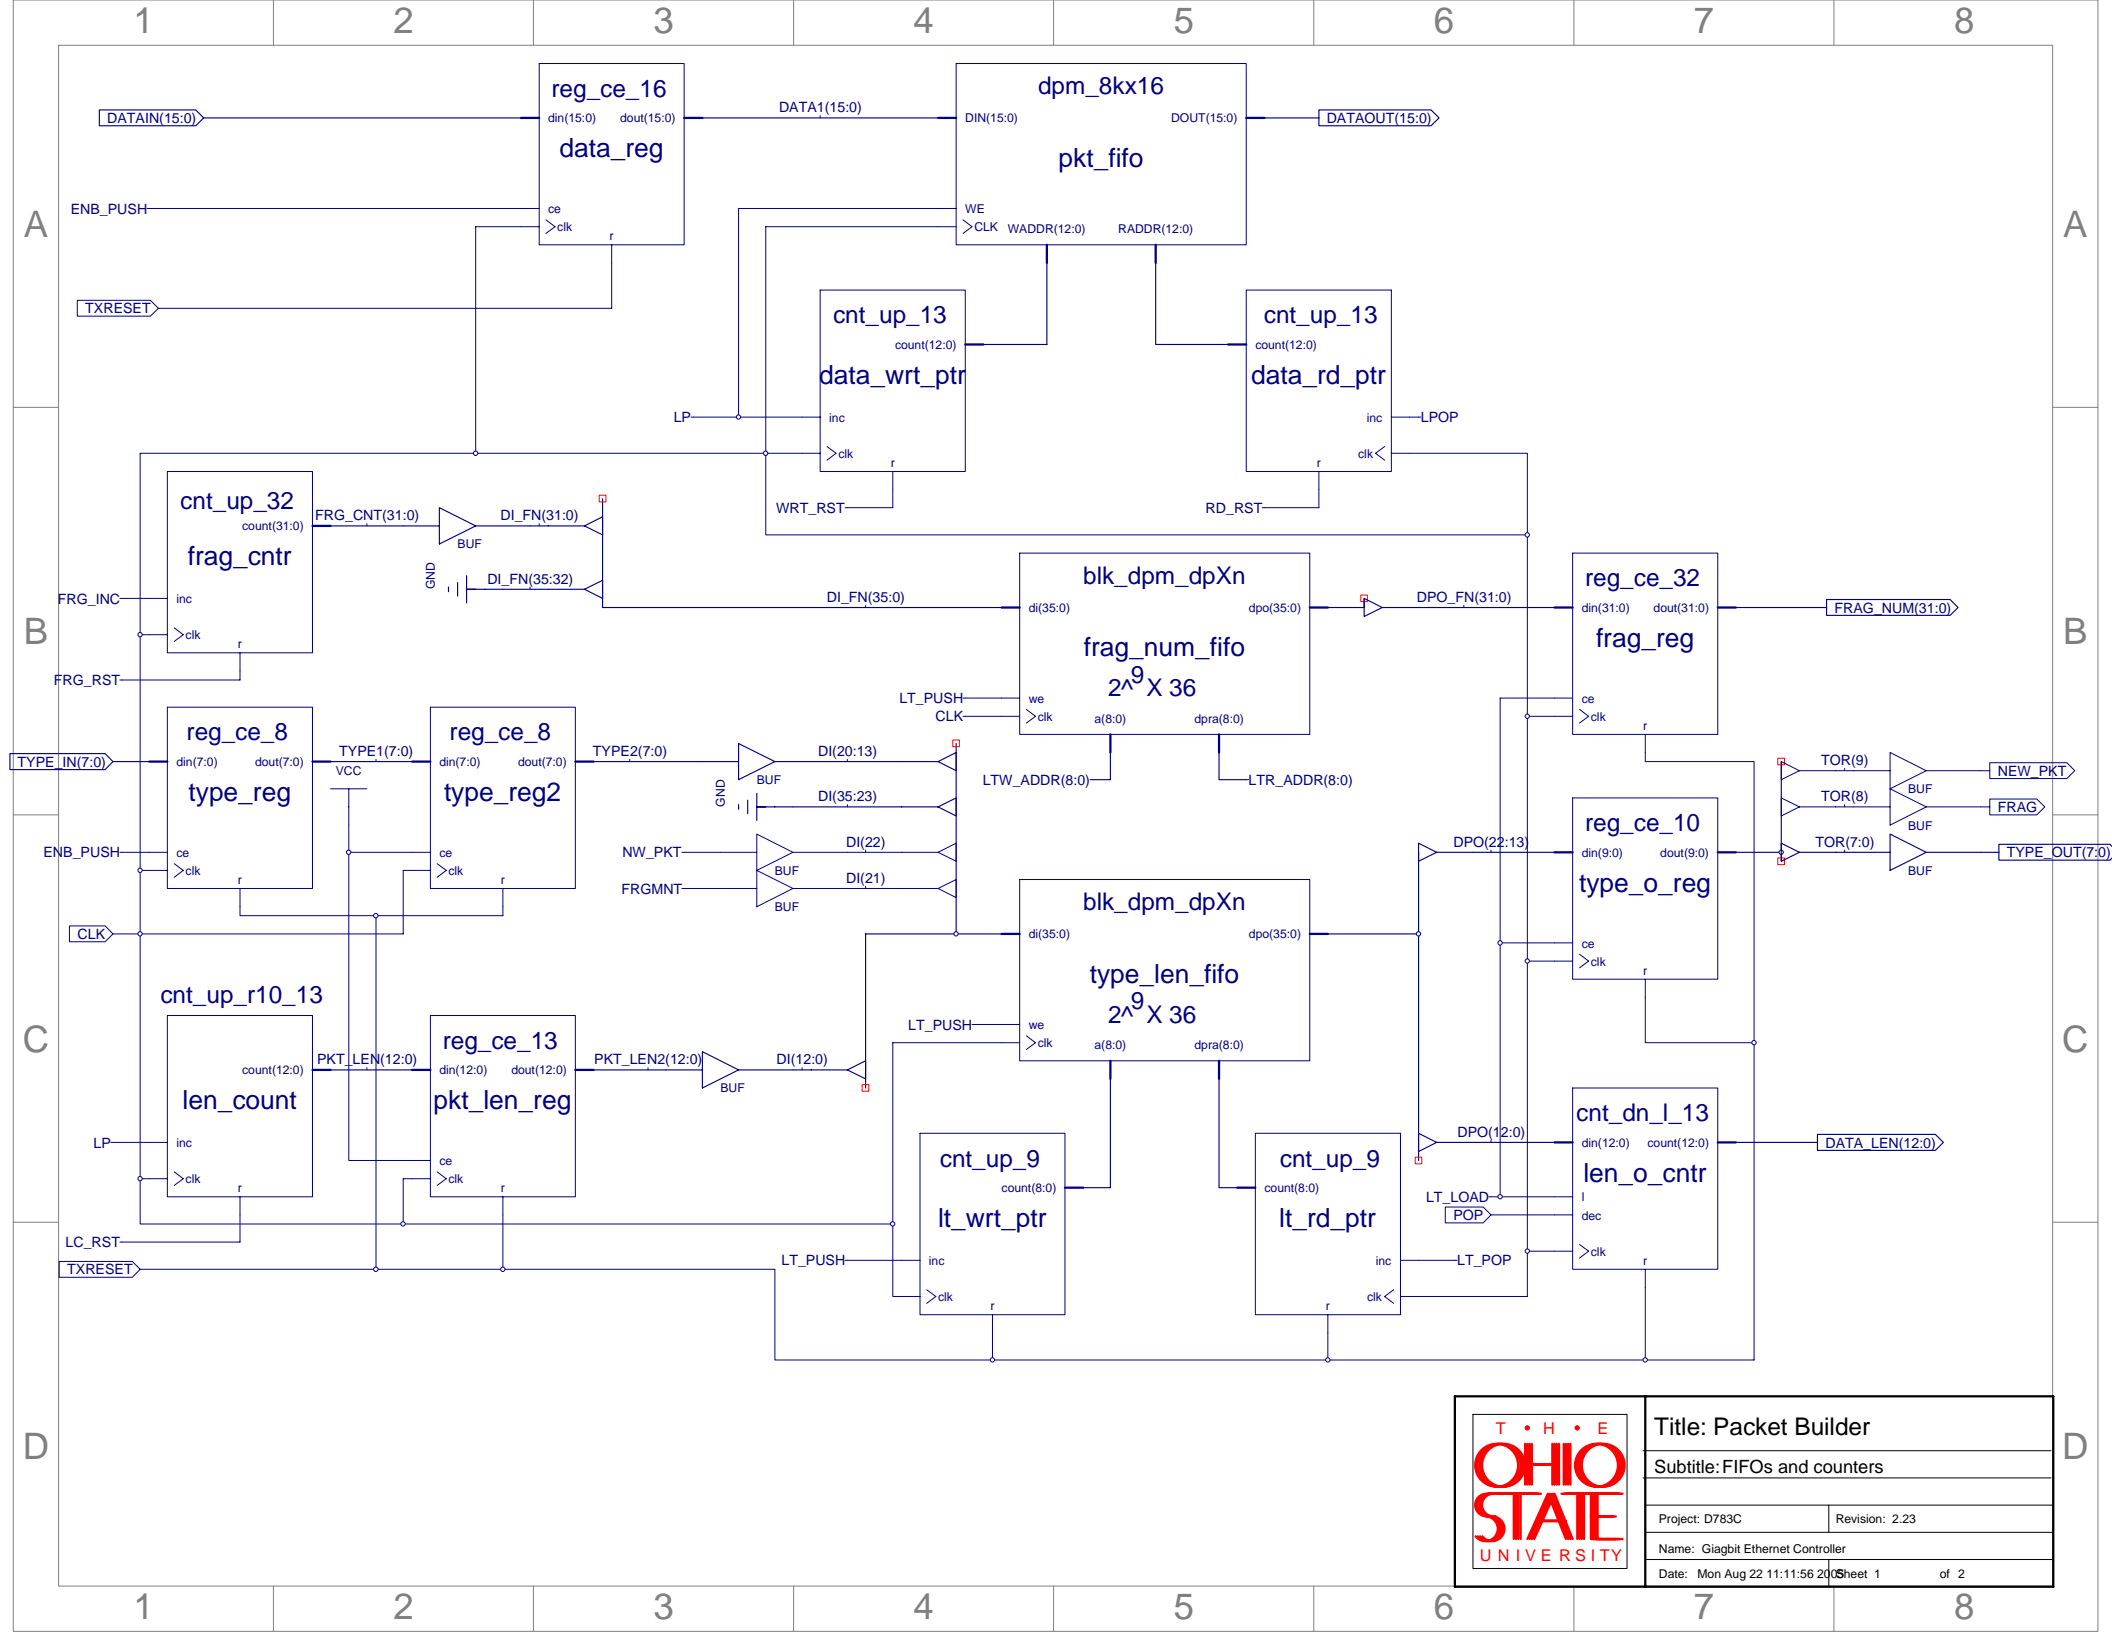 1 2 3 4 5 6 7 8
A A
B B
C C
D D
reg_ce_16
din(15:0) dout(15:0)
data_reg
ce
clk
r
DATAIN(15:0)
ENB_PUSH
TXRESET
DATA1(15:0)
dpm_8kx16
DIN(15:0) DOUT(15:0)
pkt_fifo
WE
CLK WADDR(12:0) RADDR(12:0)
DATAOUT(15:0)
cnt_up_13
count(12:0)
data_wrt_ptr
inc
clk
r
LP
WRT_RST
cnt_up_13
count(12:0)
data_rd_ptr
inc
clk
r
LPOP
RD_RST
cnt_up_32
count(31:0)
frag_cntr
inc
clk
r
FRG_INC
FRG_RST
FRG_CNT(31:0)
BUF
DI_FN(31:0)
GND
DI_FN(35:32)
DI_FN(35:0)
blk_dpm_dpXn
di(35:0) dpo(35:0)
frag_num_fifo
2^9 X 36
we
clk
a(8:0) dpra(8:0)
LT_PUSH
CLK
LTW_ADDR(8:0) LTR_ADDR(8:0)
DPO_FN(31:0)
reg_ce_32
din(31:0) dout(31:0)
frag_reg
ce
clk
r
FRAG_NUM(31:0)
TYPE_IN(7:0)
reg_ce_8
din(7:0) dout(7:0)
type_reg
ce
clk
r
ENB_PUSH
CLK
TYPE1(7:0)
VCC
reg_ce_8
din(7:0) dout(7:0)
type_reg2
ce
clk
r
TYPE2(7:0)
BUF
DI(20:13)
GND
DI(35:23)
NW_PKT
BUF
DI(22)
FRGMNT
BUF
DI(21)
blk_dpm_dpXn
di(35:0) dpo(35:0)
type_len_fifo
2^9 X 36
we
clk
a(8:0) dpra(8:0)
LT_PUSH
DPO(22:13)
reg_ce_10
din(9:0) dout(9:0)
type_o_reg
ce
clk
r
TOR(9)
BUF
NEW_PKT
TOR(8)
BUF
FRAG
TOR(7:0)
BUF
TYPE_OUT(7:0)
cnt_up_r10_13
count(12:0)
len_count
inc
clk
r
LP
LC_RST
TXRESET
PKT_LEN(12:0)
reg_ce_13
din(12:0) dout(12:0)
pkt_len_reg
ce
clk
r
PKT_LEN2(12:0)
BUF
DI(12:0)
cnt_up_9
count(8:0)
lt_wrt_ptr
inc
clk
r
LT_PUSH
cnt_up_9
count(8:0)
lt_rd_ptr
inc
clk
r
LT_POP
DPO(12:0)
cnt_dn_l_13
din(12:0) count(12:0)
len_o_cntr
l
dec
clk
r
LT_LOAD
POP
DATA_LEN(12:0)
T • H • E
OHIO
STATE
UNIVERSITY
Title: Packet Builder
Subtitle: FIFOs and counters
Project: D783C Revision: 2.23
Name: Giagbit Ethernet Controller
Date: Mon Aug 22 11:11:56 2005 Sheet 1 of 2
1 2 3 4 5 6 7 8